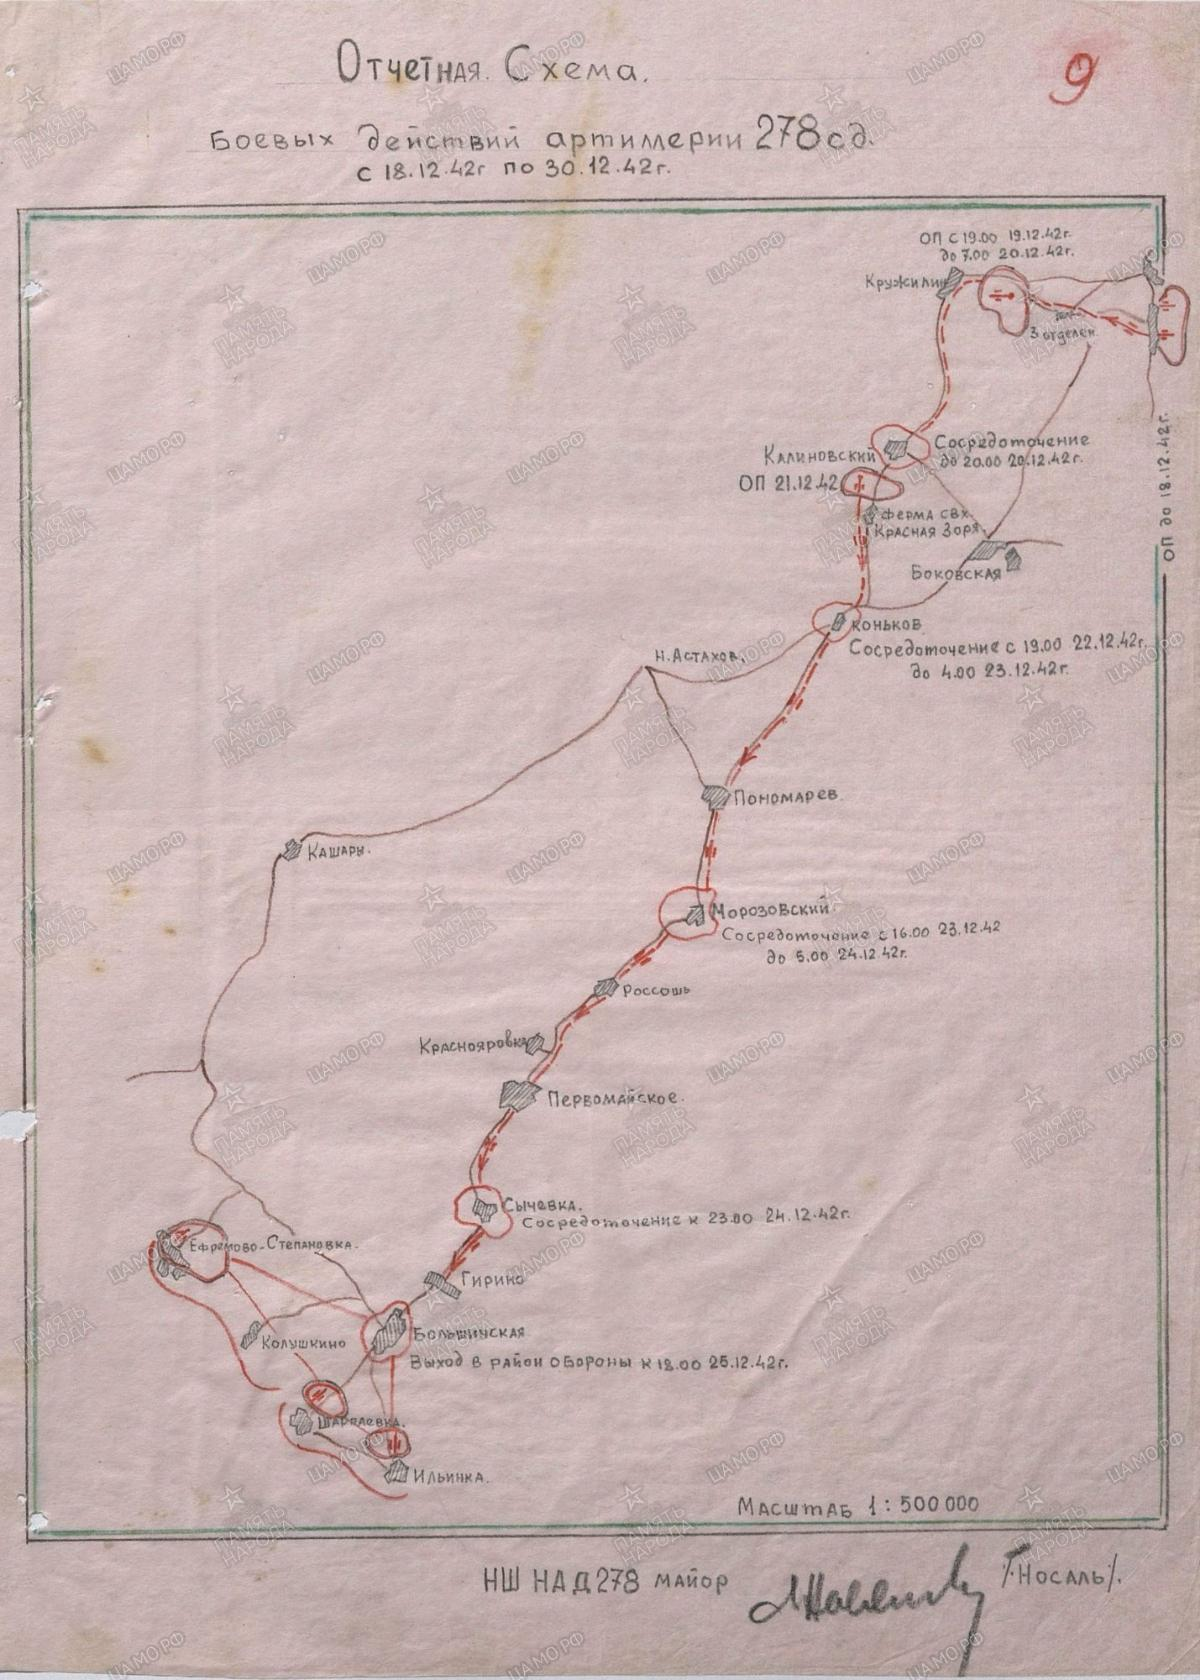 Отчетная. Схема.
9
Боевых действий артиллерии 278 сд.
с 18.12.42г по 30.12.42г.
ОП с 19.00 19.12.42г.
до 7.00 20.12.42г.
Кружилин
3 отделен.
ОП до 18.12.42г.
Калиновский
Сосредоточение
до 20.00 20.12.42г.
ОП 21.12.42
ферма свх.
Красная Зоря.
Боковская
Коньков
Сосредоточение с 19.00 22.12.42г.
до 4.00 23.12.42г.
Н.Астахов.
Пономарев.
Кашары.
Морозовский.
Сосредоточение с 16.00 23.12.42
до 5.00 24.12.42г.
Россошь
Краснояровка
Первомайское.
Сычевка.
Сосредоточение к 23.00 24.12.42г.
Ефремово-Степановка.
Гирино
Колушкино
Большинская
Выход в район обороны к 18.00 25.12.42г.
Шарпаевка.
Ильинка.
Масштаб 1:500 000
НШ НАД 278 майор
/Носаль/.
ЦАМО РФ
ПАМЯТЬ НАРОДА